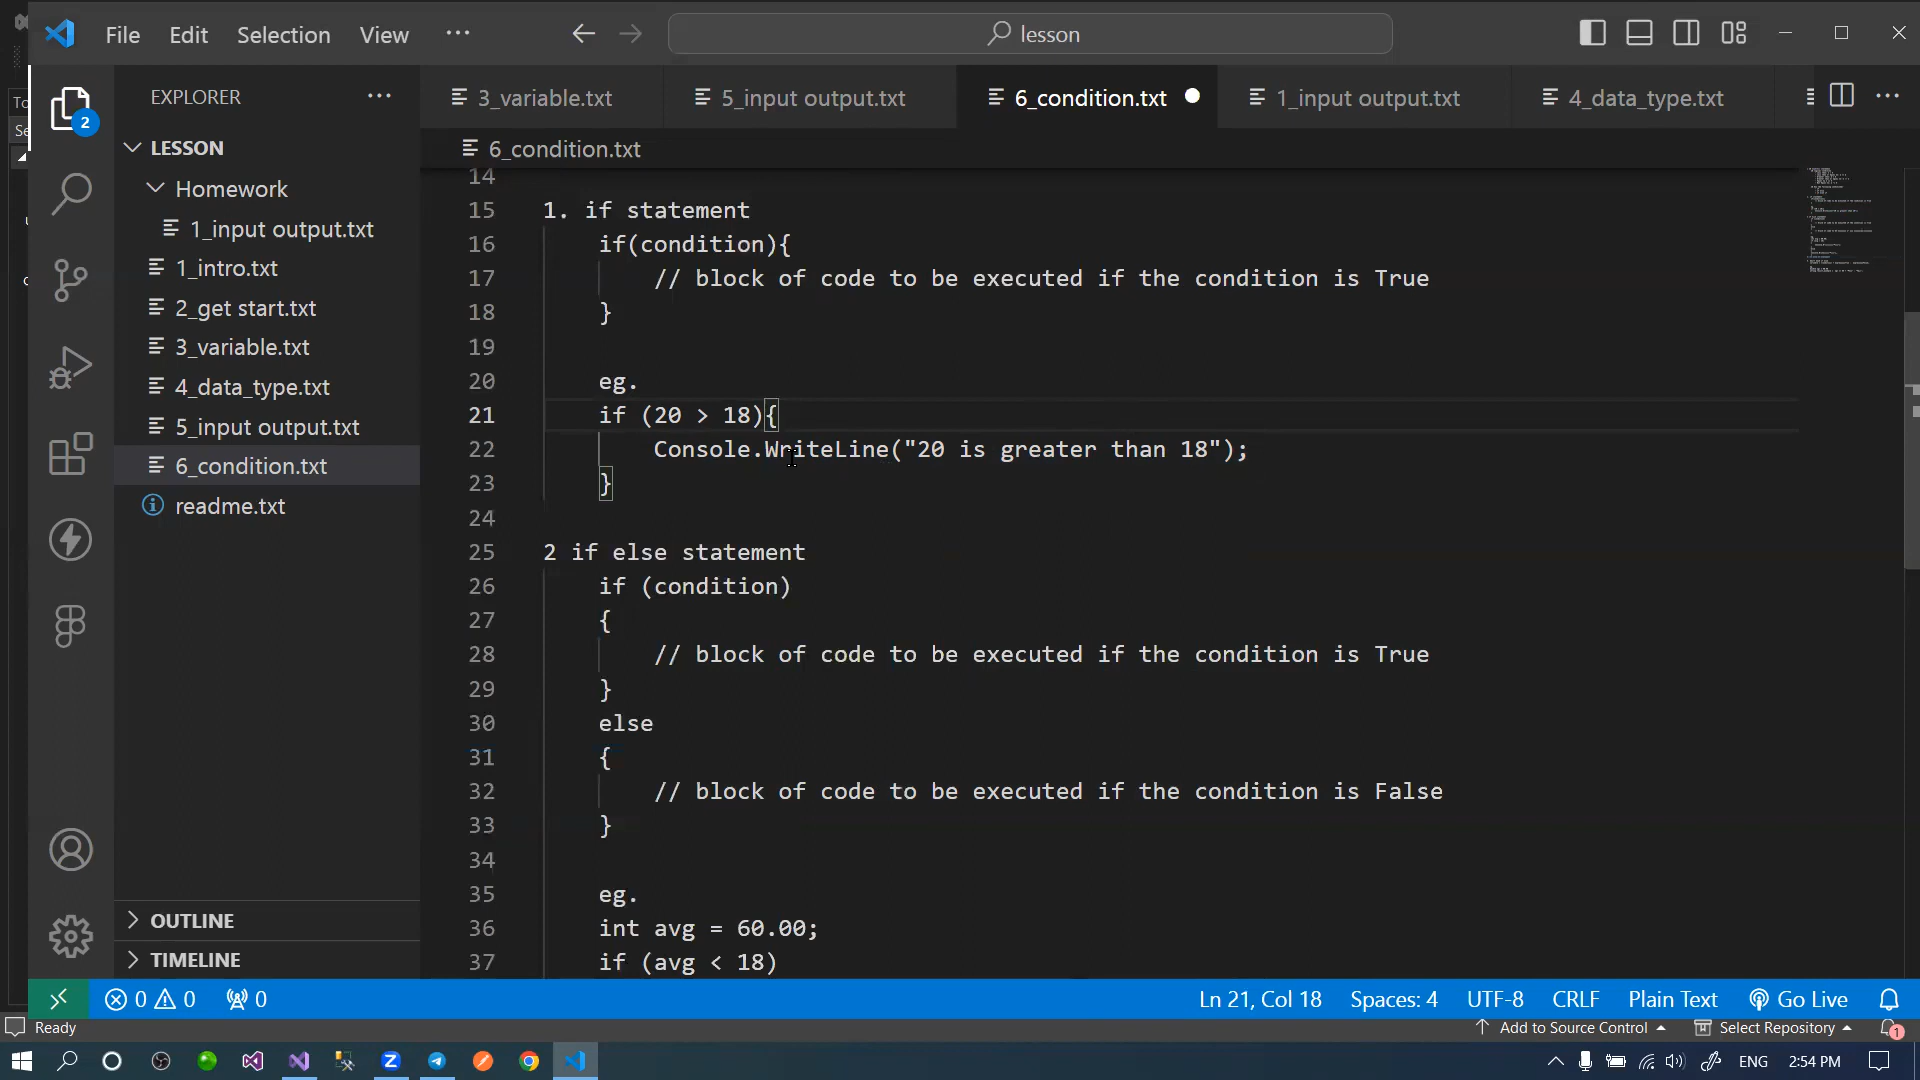 File Edit Selection View ···
lesson
EXPLORER ···
LESSON
Homework
1_input output.txt
1_intro.txt
2_get start.txt
3_variable.txt
4_data_type.txt
5_input output.txt
6_condition.txt
readme.txt
OUTLINE
TIMELINE
2
3_variable.txt 5_input output.txt 6_condition.txt 1_input output.txt 4_data_type.txt
6_condition.txt
14
15 1. if statement
16 if(condition){
17 // block of code to be executed if the condition is True
18 }
19
20 eg.
21 if (20 > 18){
22 Console.WriteLine("20 is greater than 18");
23 }
24
25 2 if else statement
26 if (condition)
27 {
28 // block of code to be executed if the condition is True
29 }
30 else
31 {
32 // block of code to be executed if the condition is False
33 }
34
35 eg.
36 int avg = 60.00;
37 if (avg < 18)
0 0 0 Ln 21, Col 18 Spaces: 4 UTF-8 CRLF Plain Text Go Live
Ready Add to Source Control Select Repository 1
ENG 2:54 PM